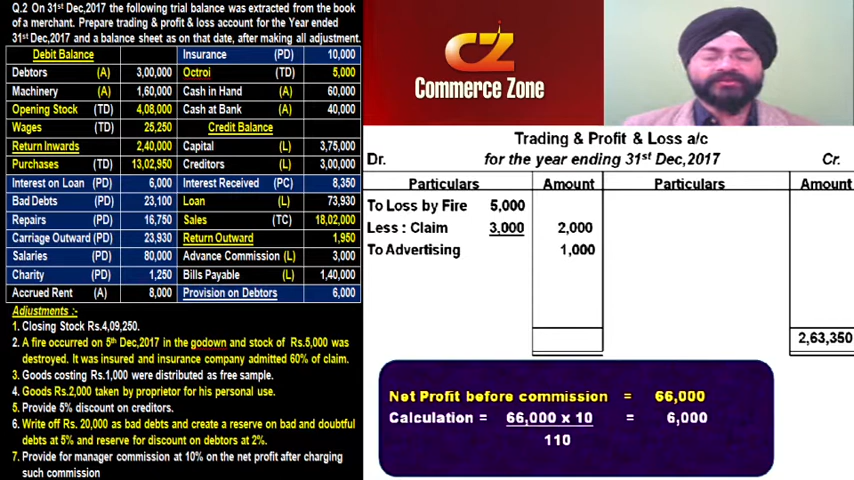 Q.2 On 31st Dec,2017 the following trial balance was extracted from the book
of a merchant. Prepare trading & profit & loss account for the Year ended
31st Dec,2017 and a balance sheet as on that date, after making all adjustment.
Debit Balance
Debtors (A) 3,00,000
Machinery (A) 1,60,000
Opening Stock (TD) 4,08,000
Wages (TD) 25,250
Return Inwards 2,40,000
Purchases (TD) 13,02,950
Interest on Loan (PD) 6,000
Bad Debts (PD) 23,100
Repairs (PD) 16,750
Carriage Outward (PD) 23,930
Salaries (PD) 80,000
Charity (PD) 1,250
Accrued Rent (A) 8,000
Insurance (PD) 10,000
Octroi (TD) 5,000
Cash in Hand (A) 60,000
Cash at Bank (A) 40,000
Credit Balance
Capital (L) 3,75,000
Creditors (L) 3,00,000
Interest Received (PC) 8,350
Loan (L) 73,930
Sales (TC) 18,02,000
Return Outward 1,950
Advance Commission (L) 3,000
Bills Payable (L) 1,40,000
Provision on Debtors 6,000
Adjustments :-
1. Closing Stock Rs.4,09,250.
2. A fire occurred on 5th Dec,2017 in the godown and stock of Rs.5,000 was
destroyed. It was insured and insurance company admitted 60% of claim.
3. Goods costing Rs.1,000 were distributed as free sample.
4. Goods Rs.2,000 taken by proprietor for his personal use.
5. Provide 5% discount on creditors.
6. Write off Rs. 20,000 as bad debts and create a reserve on bad and doubtful
debts at 5% and reserve for discount on debtors at 2%.
7. Provide for manager commission at 10% on the net profit after charging
such commission
CZ
Commerce Zone
Trading & Profit & Loss a/c
Dr. for the year ending 31st Dec,2017 Cr.
Particulars Amount Particulars Amount
To Loss by Fire 5,000
Less : Claim 3,000 2,000
To Advertising 1,000
2,63,350
Net Profit before commission = 66,000
Calculation = 66,000 x 10 = 6,000
110